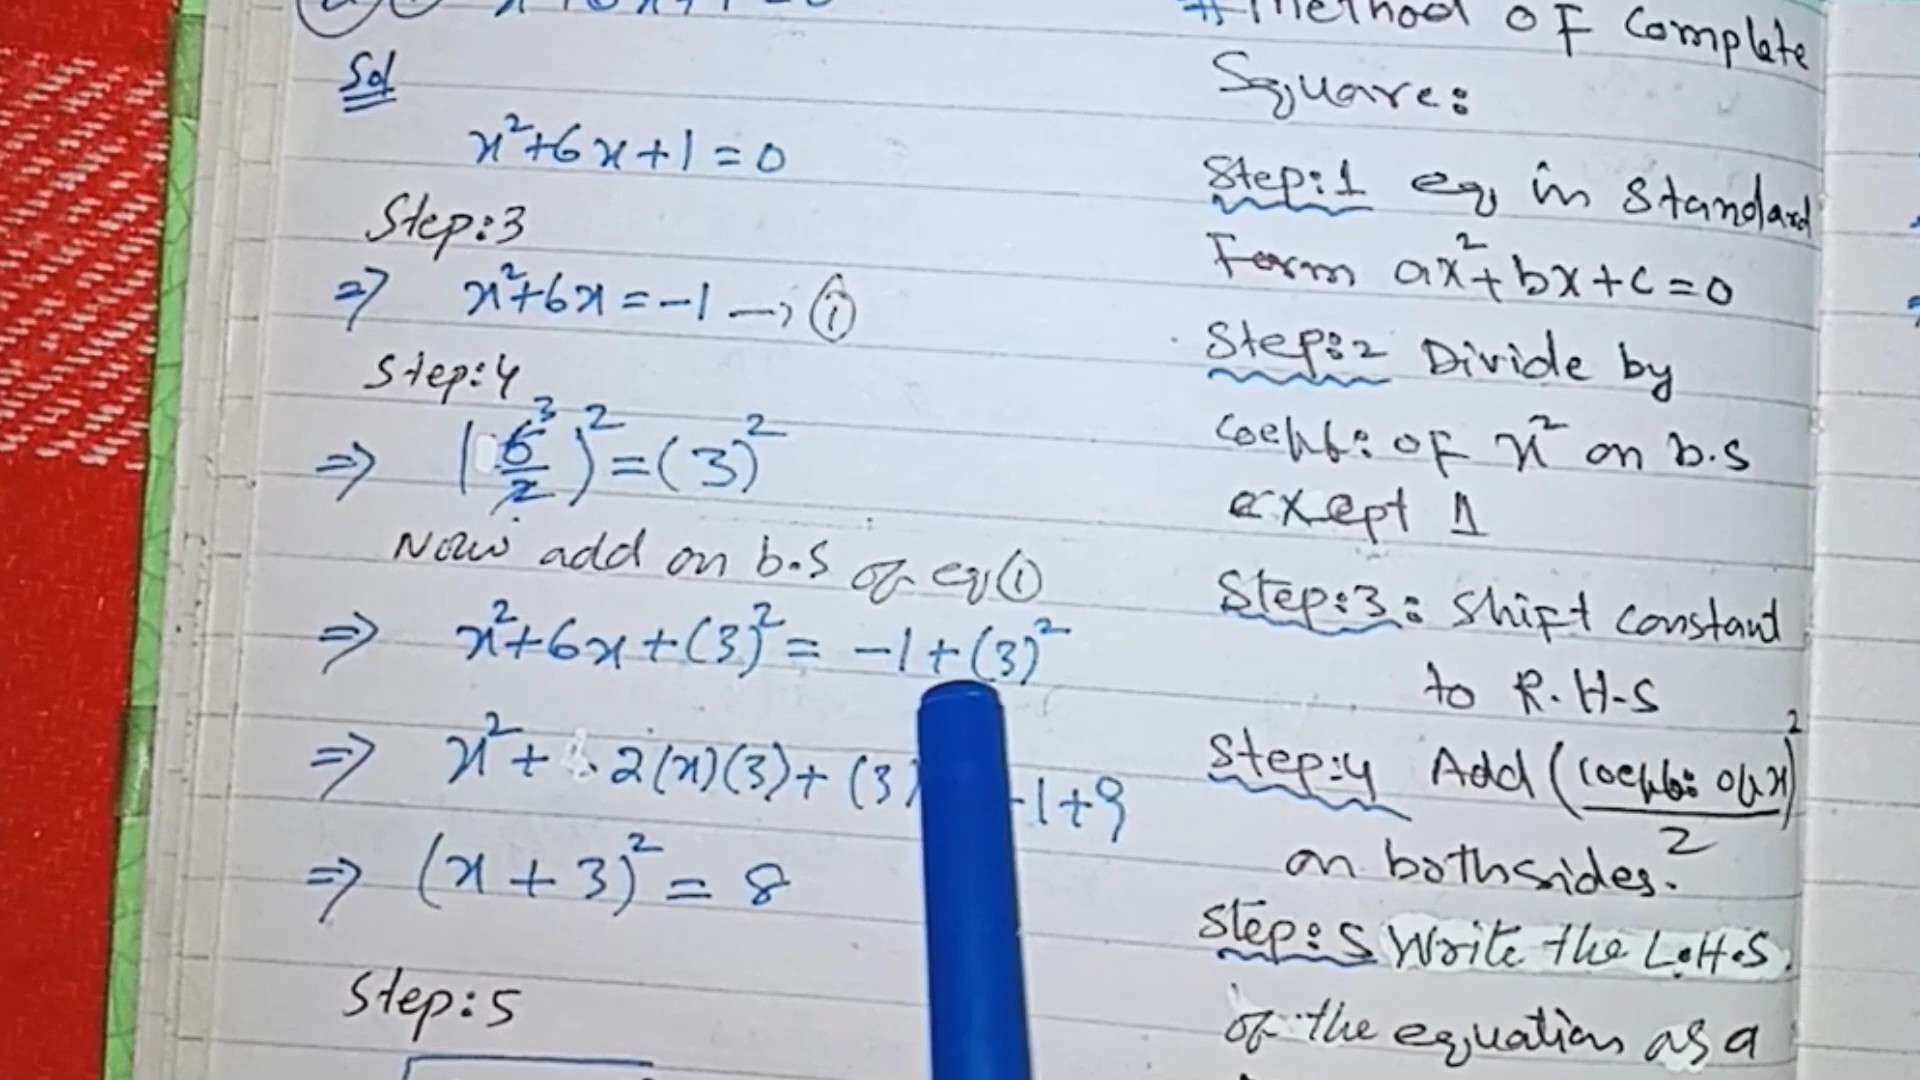 Sol
x²+6x+1=0
Step:3
⇒ x²+6x=-1 → ①
Step:4
⇒ (6/2)² = (3)²
3
Now add on b.s of eq ①
⇒ x²+6x+(3)² = -1+(3)²
⇒ x²+ 2(x)(3)+(3 -1+9
⇒ (x+3)² = 8
Step:5
# Method of Complete
Square:
Step:1 eq in Standard
Form ax²+bx+c=0
Step:2 Divide by
coeff: of x² on b.s
except 1
Step:3: Shift constant
to R.H-S
Step:4 Add (coeff: of x/2)²
on bothsides.
Step:5 Write the L.H.S
of the equation as a